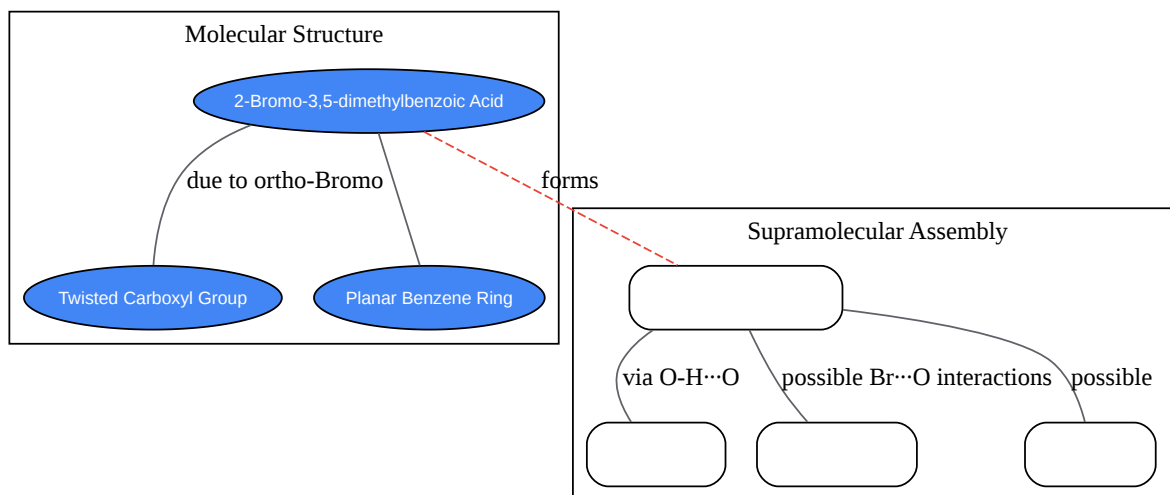 Molecular Structure
2-Bromo-3,5-dimethylbenzoic Acid
due to ortho-Bromo
forms
Twisted Carboxyl Group
Planar Benzene Ring
Supramolecular Assembly
via O-H···O
possible Br···O interactions
possible